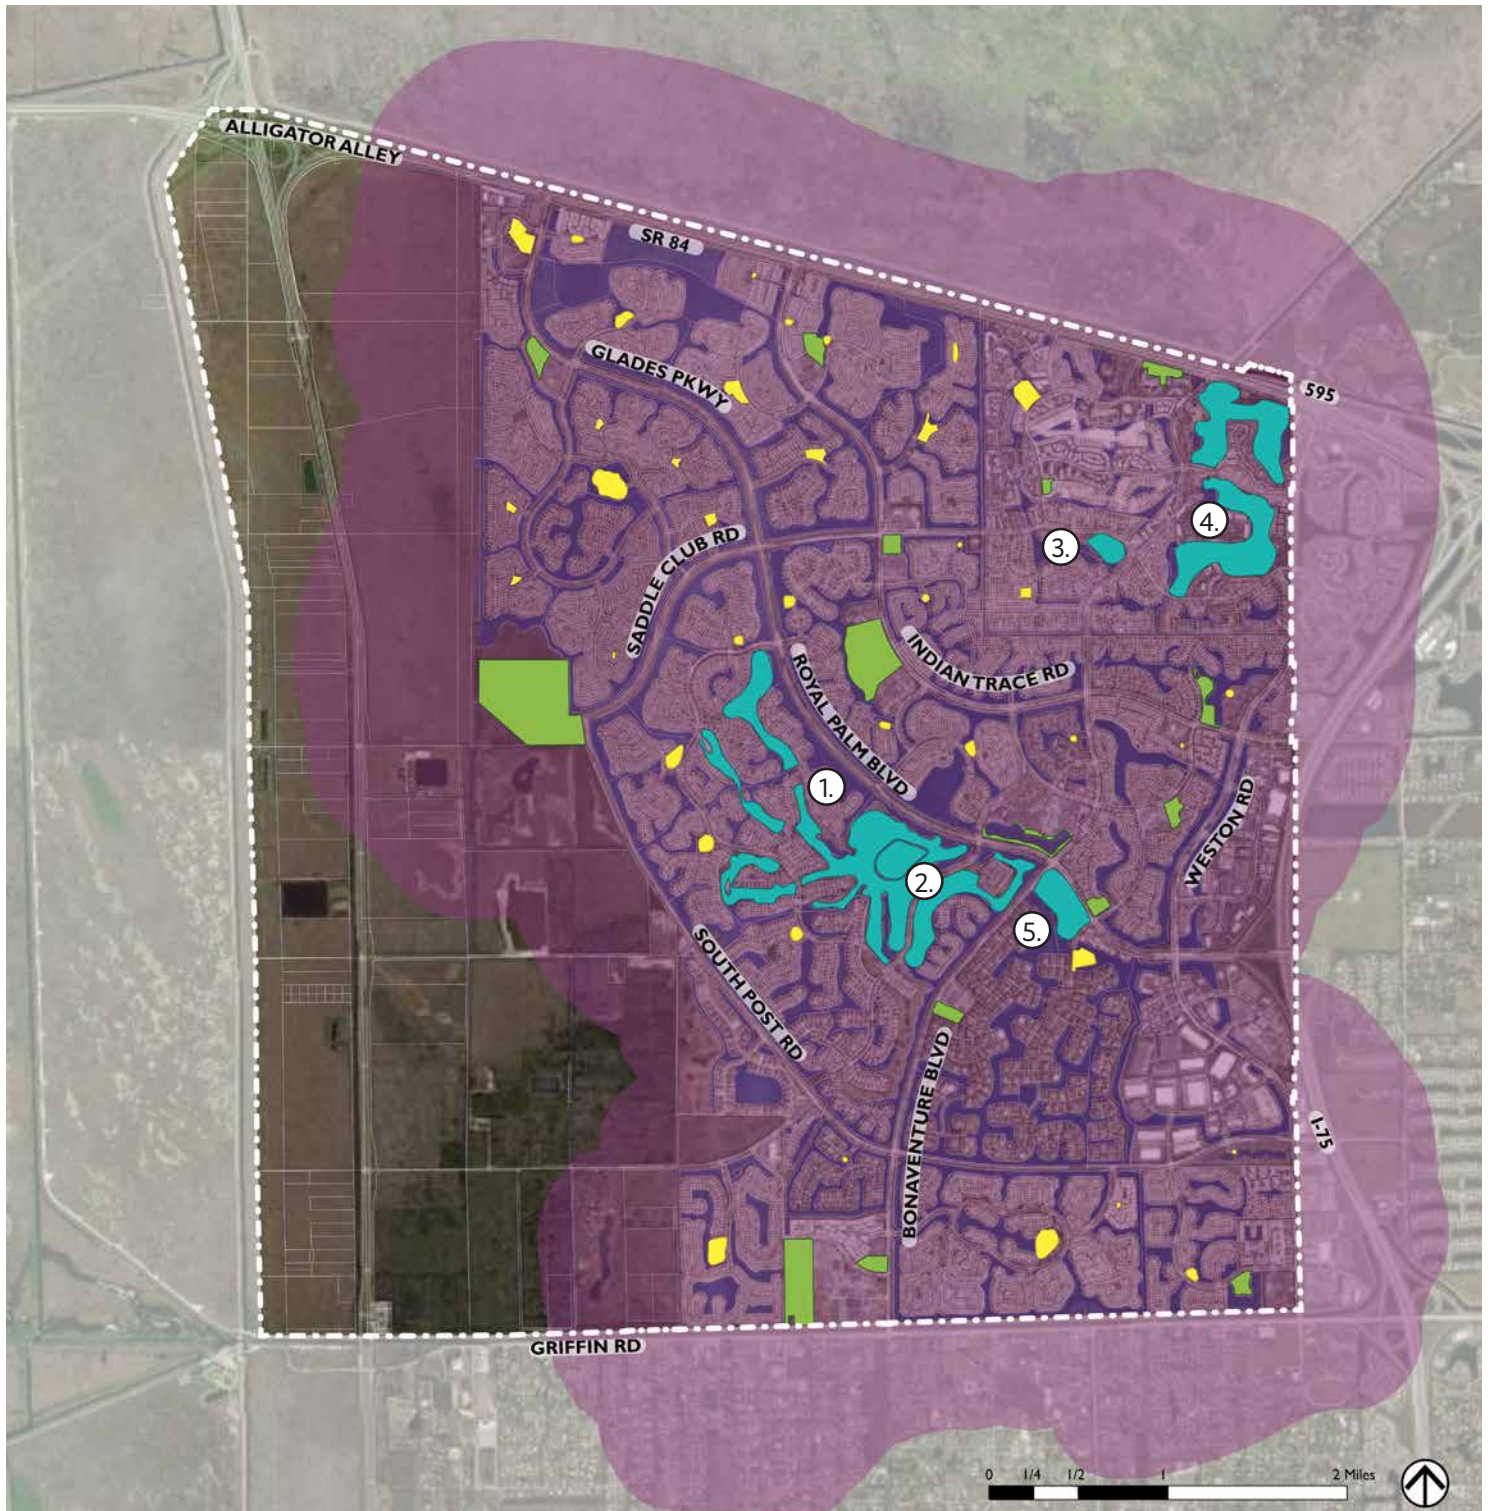 ALLIGATOR ALLEY
SR 84
GLADES PKWY
595
4.
3.
SADDLE CLUB RD
INDIAN TRACE RD
ROYAL PALM BLVD
1.
WESTON RD
2.
5.
SOUTH POST RD
BONAVENTURE BLVD
I-75
GRIFFIN RD
0 1/4 1/2 1 2 Miles